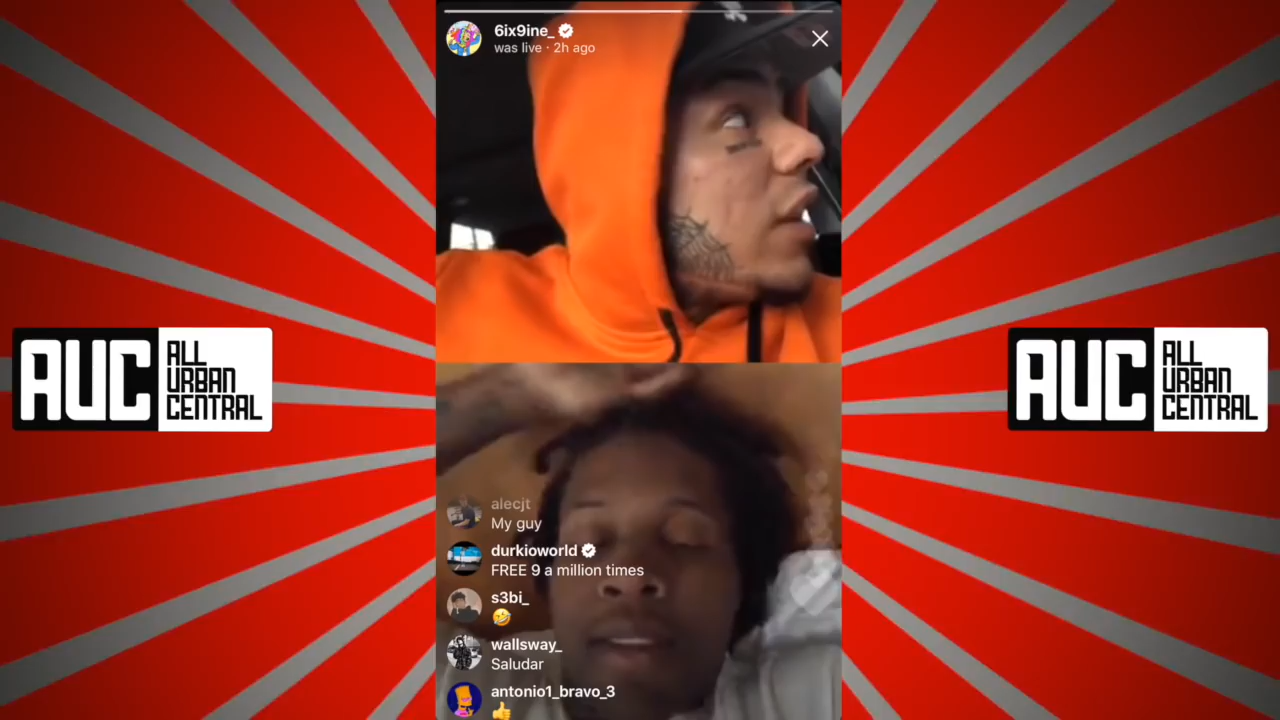 6ix9ine_
was live · 2h ago
AUC
ALL
URBAN
CENTRAL
AUC
ALL
URBAN
CENTRAL
alecjt
My guy
durkioworld
FREE 9 a million times
s3bi_
🤣
wallsway_
Saludar
antonio1_bravo_3
👍